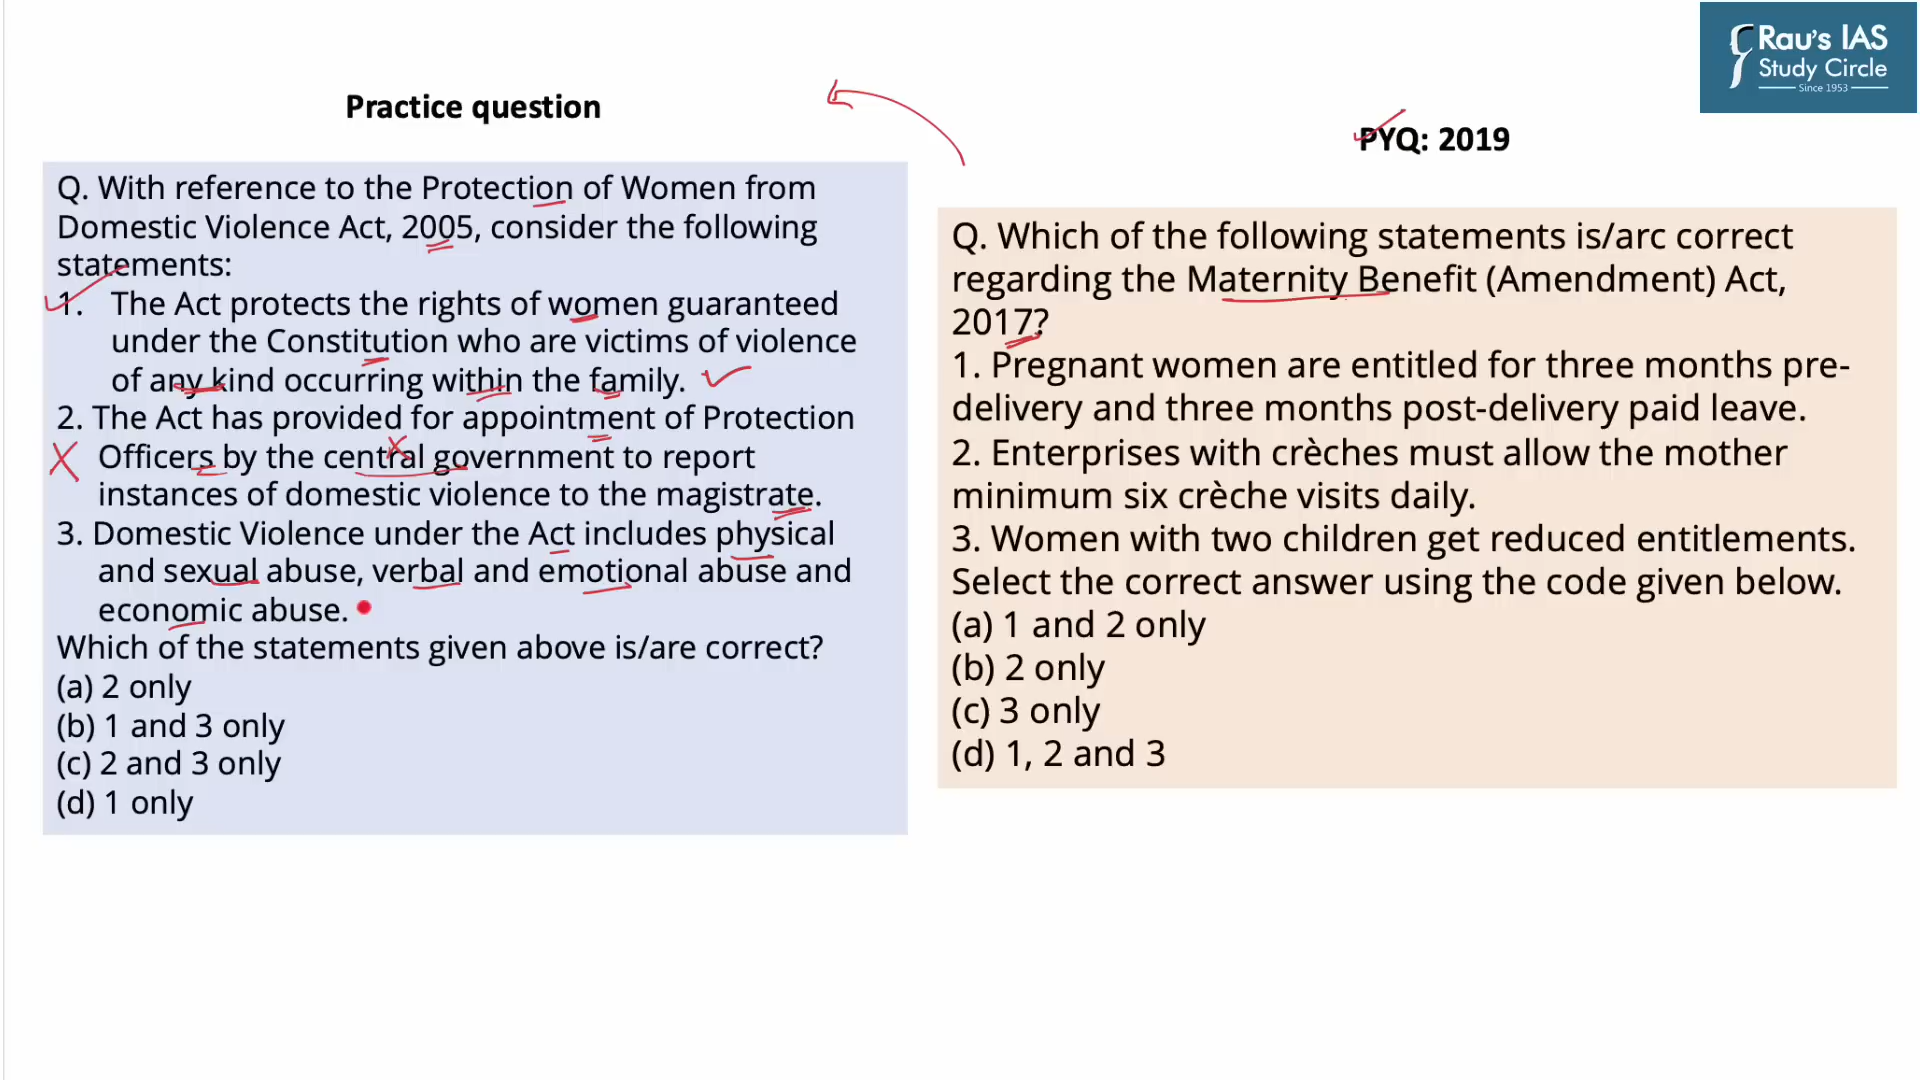 Rau's IAS
Study Circle
Since 1953
Practice question
Q. With reference to the Protection of Women from
Domestic Violence Act, 2005, consider the following
statements:
1. The Act protects the rights of women guaranteed
under the Constitution who are victims of violence
of any kind occurring within the family.
2. The Act has provided for appointment of Protection
Officers by the central government to report
instances of domestic violence to the magistrate.
3. Domestic Violence under the Act includes physical
and sexual abuse, verbal and emotional abuse and
economic abuse.
Which of the statements given above is/are correct?
(a) 2 only
(b) 1 and 3 only
(c) 2 and 3 only
(d) 1 only
PYQ: 2019
Q. Which of the following statements is/arc correct
regarding the Maternity Benefit (Amendment) Act,
2017?
1. Pregnant women are entitled for three months pre-
delivery and three months post-delivery paid leave.
2. Enterprises with crèches must allow the mother
minimum six crèche visits daily.
3. Women with two children get reduced entitlements.
Select the correct answer using the code given below.
(a) 1 and 2 only
(b) 2 only
(c) 3 only
(d) 1, 2 and 3